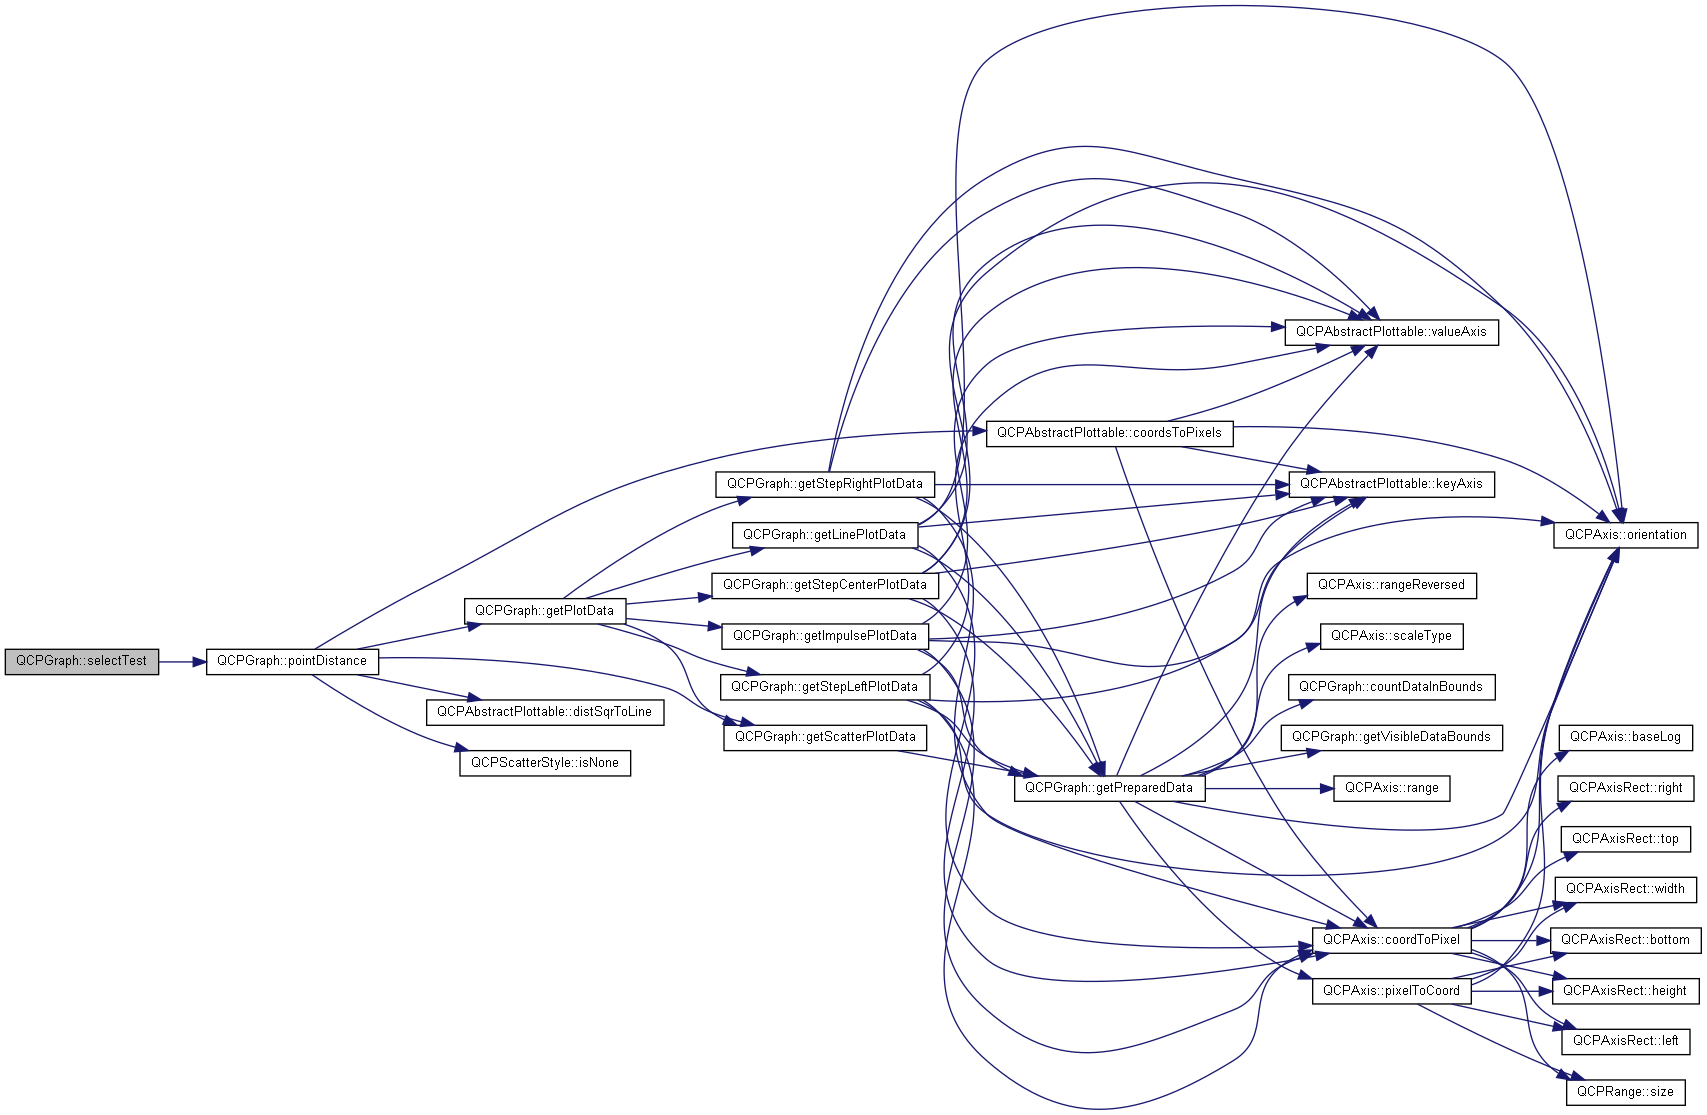 QCPGraph::selectTest
QCPGraph::pointDistance
QCPGraph::getPlotData
QCPAbstractPlottable::distSqrToLine
QCPScatterStyle::isNone
QCPGraph::getStepRightPlotData
QCPGraph::getLinePlotData
QCPGraph::getStepCenterPlotData
QCPGraph::getImpulsePlotData
QCPGraph::getStepLeftPlotData
QCPGraph::getScatterPlotData
QCPAbstractPlottable::coordsToPixels
QCPGraph::getPreparedData
QCPAbstractPlottable::valueAxis
QCPAbstractPlottable::keyAxis
QCPAxis::rangeReversed
QCPAxis::scaleType
QCPGraph::countDataInBounds
QCPGraph::getVisibleDataBounds
QCPAxis::range
QCPAxis::coordToPixel
QCPAxis::pixelToCoord
QCPAxis::orientation
QCPAxis::baseLog
QCPAxisRect::right
QCPAxisRect::top
QCPAxisRect::width
QCPAxisRect::bottom
QCPAxisRect::height
QCPAxisRect::left
QCPRange::size